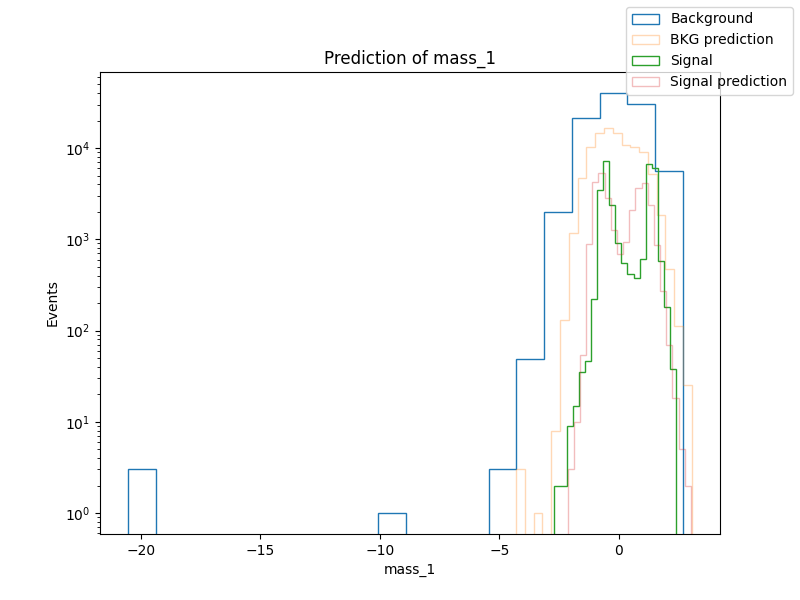 Prediction of mass_1
Background
BKG prediction
Signal
Signal prediction
Events
10^4
10^3
10^2
10^1
10^0
−20
−15
−10
−5
0
mass_1